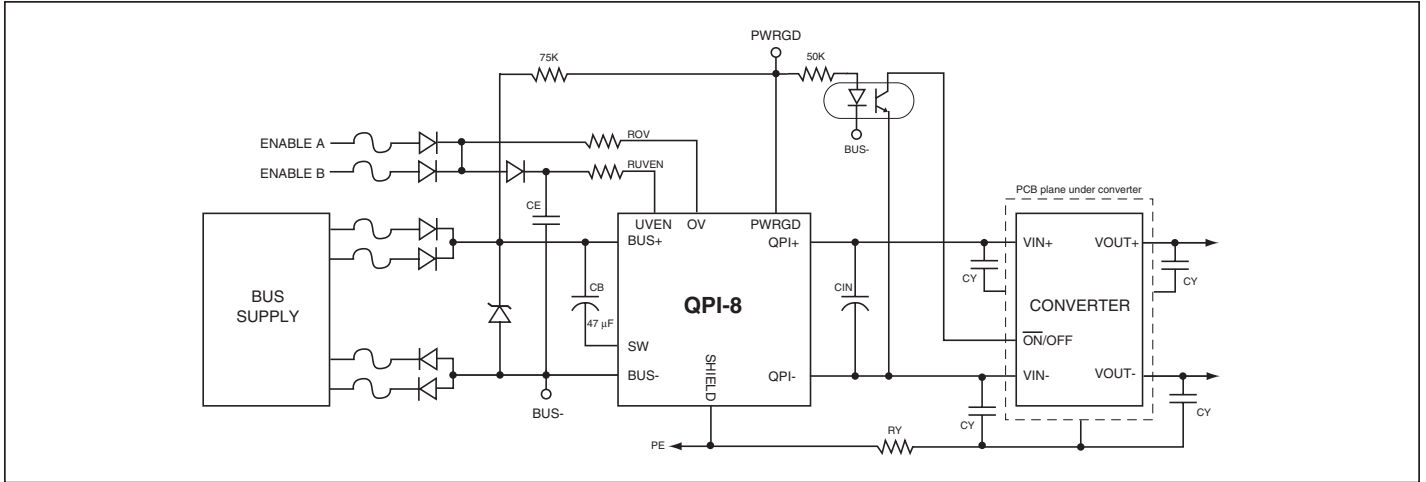 PWRGD
75K
50K
BUS-
ENABLE A
ENABLE B
ROV
RUVEN
CE
PCB plane under converter
UVEN
OV
PWRGD
BUS+
QPI+
VIN+
VOUT+
CY
CY
CB
47 µF
QPI-8
CIN
BUS
SUPPLY
CONVERTER
SW
ON/OFF
SHIELD
BUS-
QPI-
VIN-
VOUT-
BUS-
CY
CY
PE
RY